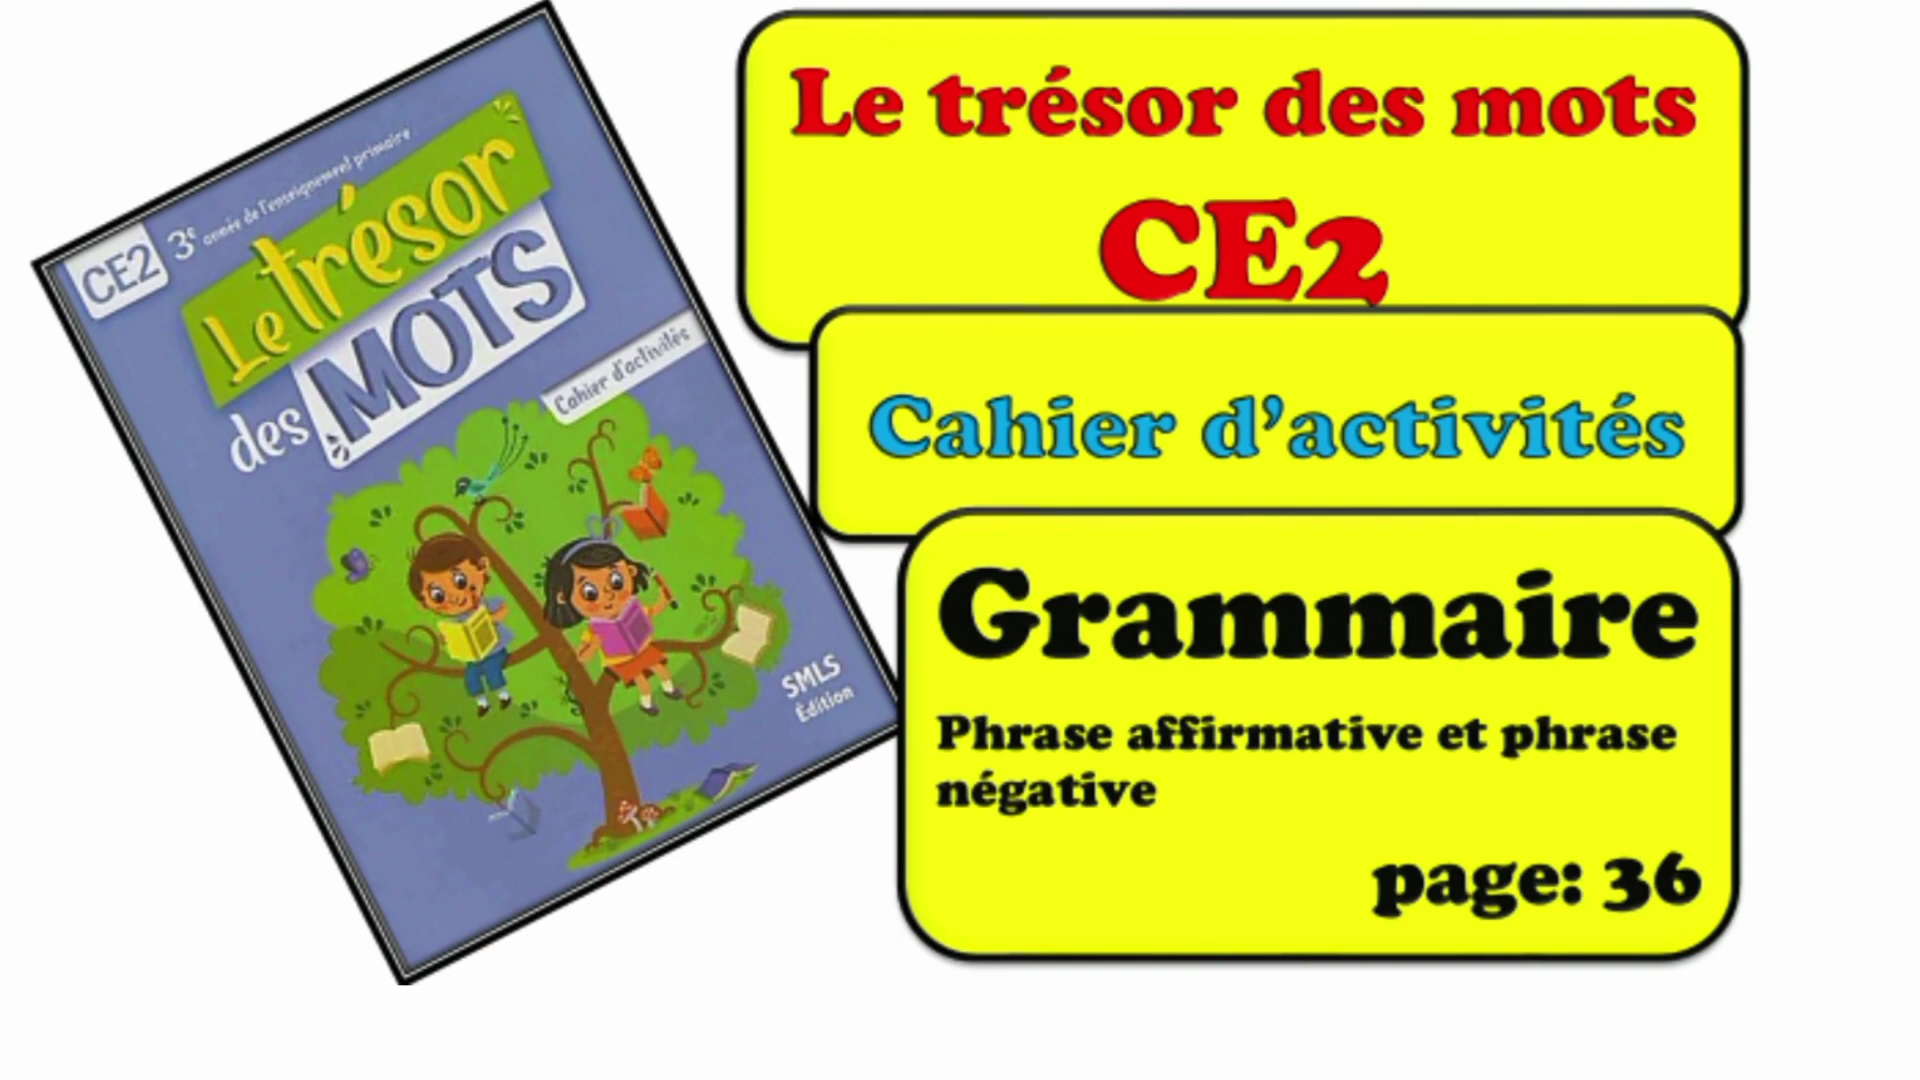 CE2
3e année de l'enseignement primaire
Le trésor
des MOTS
Cahier d'activités
SMLS
Édition
Le trésor des mots
CE2
Cahier d'activités
Grammaire
Phrase affirmative et phrase
négative
page: 36